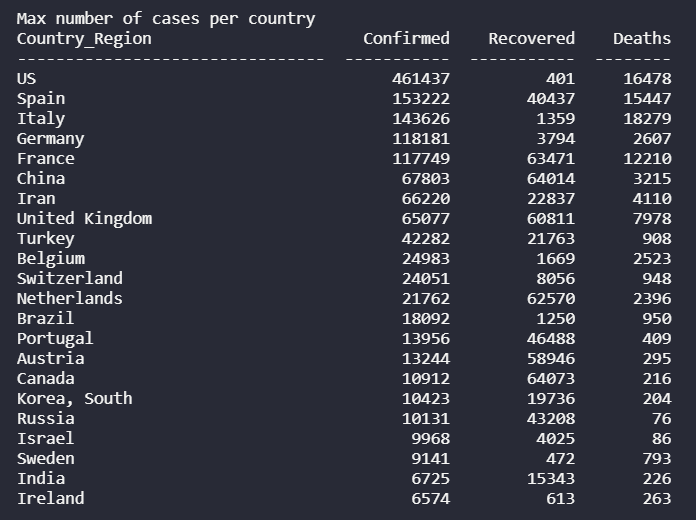 Max number of cases per country
Country_Region                    Confirmed    Recovered    Deaths
--------------------------------  -----------  -----------  --------
US                                   461437          401     16478
Spain                                153222        40437     15447
Italy                                143626         1359     18279
Germany                              118181         3794      2607
France                               117749        63471     12210
China                                 67803        64014      3215
Iran                                  66220        22837      4110
United Kingdom                        65077        60811      7978
Turkey                                42282        21763       908
Belgium                               24983         1669      2523
Switzerland                           24051         8056       948
Netherlands                           21762        62570      2396
Brazil                                18092         1250       950
Portugal                              13956        46488       409
Austria                               13244        58946       295
Canada                                10912        64073       216
Korea, South                          10423        19736       204
Russia                                10131        43208        76
Israel                                 9968         4025        86
Sweden                                 9141          472       793
India                                  6725        15343       226
Ireland                                6574          613       263